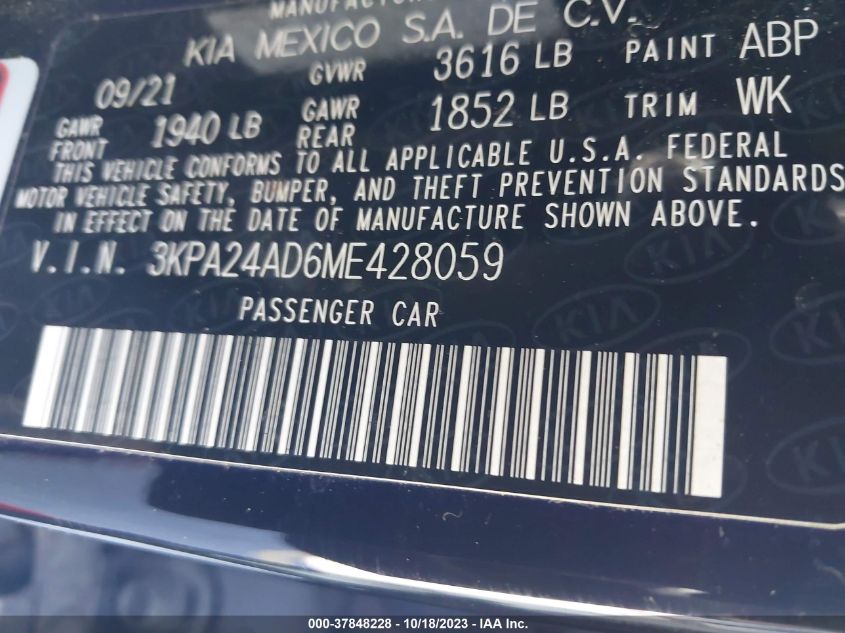 MANUFACTURED
KIA MEXICO S.A. DE C.V.
09/21 GVWR 3616 LB PAINT ABP
GAWR FRONT 1940 LB GAWR REAR 1852 LB TRIM WK
THIS VEHICLE CONFORMS TO ALL APPLICABLE U.S.A. FEDERAL
MOTOR VEHICLE SAFETY, BUMPER, AND THEFT PREVENTION STANDARDS
IN EFFECT ON THE DATE OF MANUFACTURE SHOWN ABOVE.
V.I.N. 3KPA24AD6ME428059
PASSENGER CAR
000-37848228 - 10/18/2023 - IAA Inc.